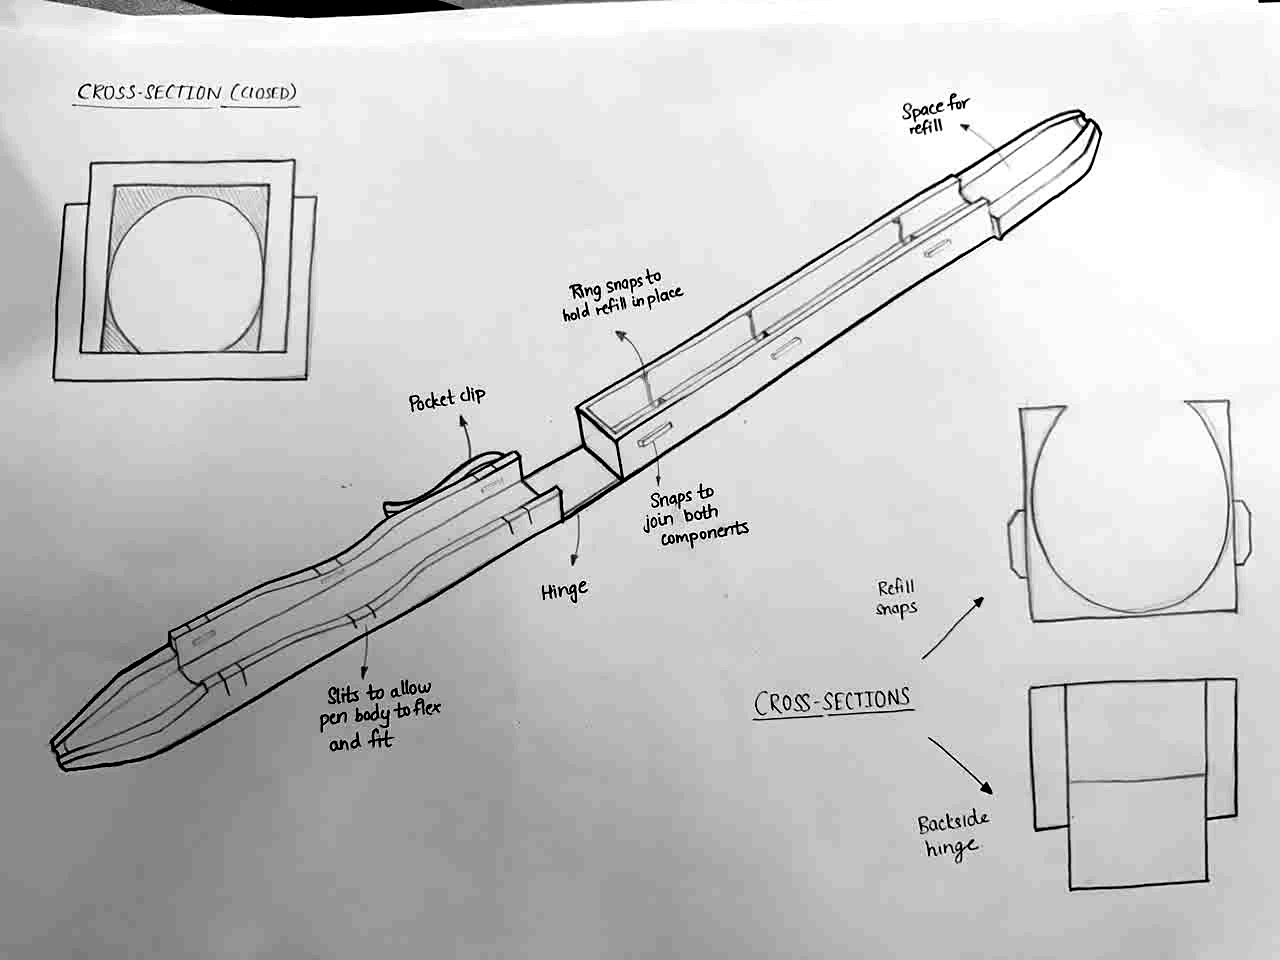 CROSS-SECTION (CLOSED)
Space for
refill
Ring snaps to
hold refill in place
Pocket clip
Snaps to
join both
components
Hinge
Slits to allow
pen body to flex
and fit
Refill
snaps
CROSS-SECTIONS
Backside
hinge